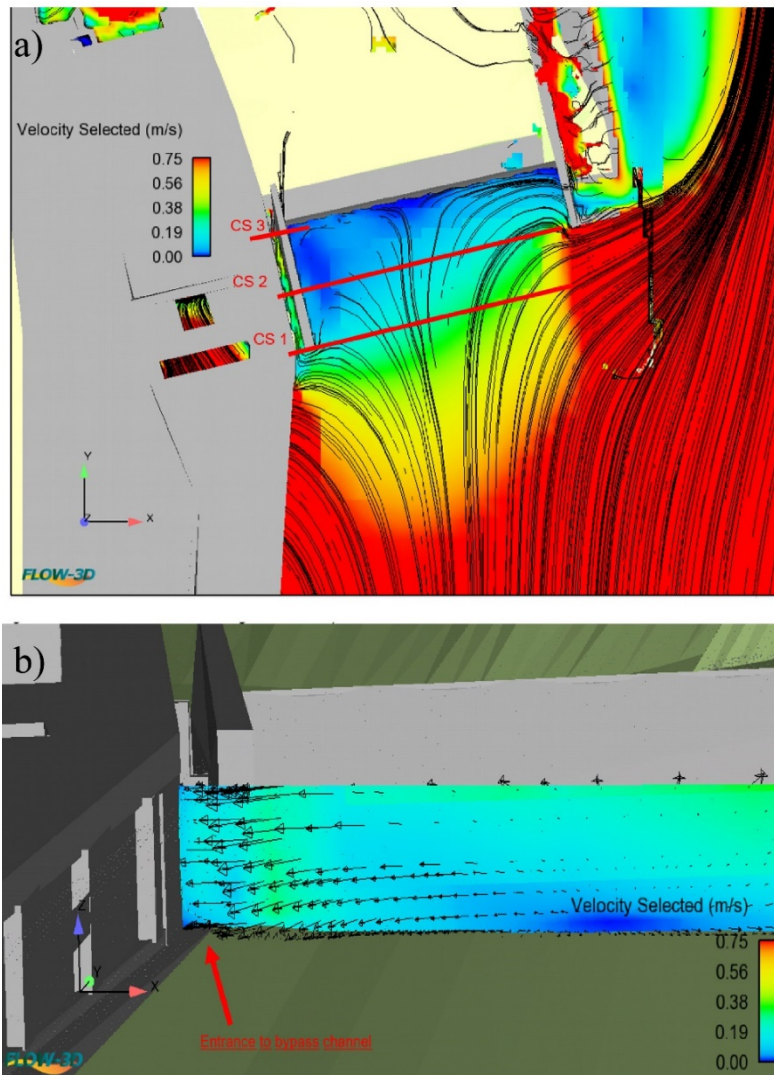 a)
Velocity Selected (m/s)
0.75
0.56
0.38
0.19
0.00
CS 3
CS 2
CS 1
Y
Z
X
FLOW-3D
b)
Z
Y
X
Velocity Selected (m/s)
0.75
0.56
0.38
0.19
0.00
Entrance to bypass channel
FLOW-3D